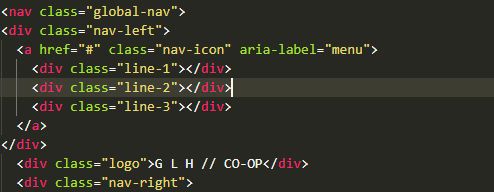 <nav class="global-nav">
<div class="nav-left">
<a href="#" class="nav-icon" aria-label="menu">
<div class="line-1"></div>
<div class="line-2"></div>
<div class="line-3"></div>
</a>
</div>
<div class="logo">G L H // CO-OP</div>
<div class="nav-right">